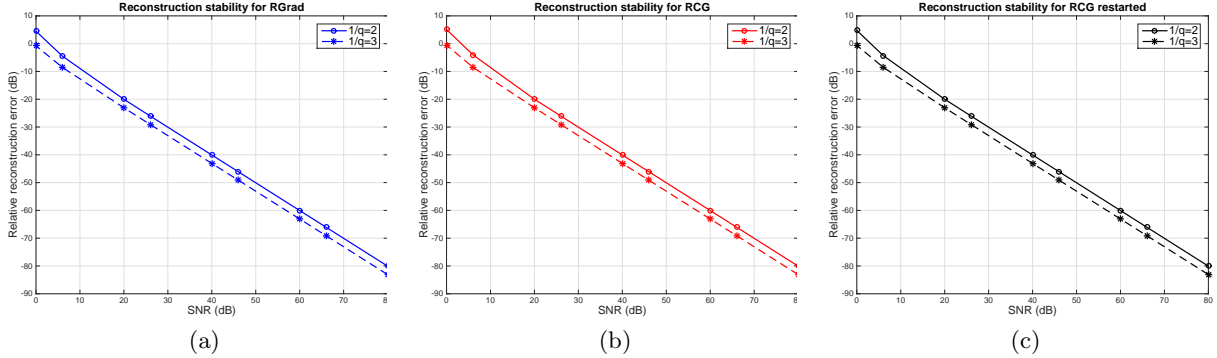 Reconstruction stability for RGrad
1/q=2
1/q=3
Relative reconstruction error (dB)
10
0
-10
-20
-30
-40
-50
-60
-70
-80
-90
0 10 20 30 40 50 60 70 80
SNR (dB)
(a)
Reconstruction stability for RCG
1/q=2
1/q=3
Relative reconstruction error (dB)
10
0
-10
-20
-30
-40
-50
-60
-70
-80
-90
0 10 20 30 40 50 60 70 80
SNR (dB)
(b)
Reconstruction stability for RCG restarted
1/q=2
1/q=3
Relative reconstruction error (dB)
10
0
-10
-20
-30
-40
-50
-60
-70
-80
-90
0 10 20 30 40 50 60 70 80
SNR (dB)
(c)